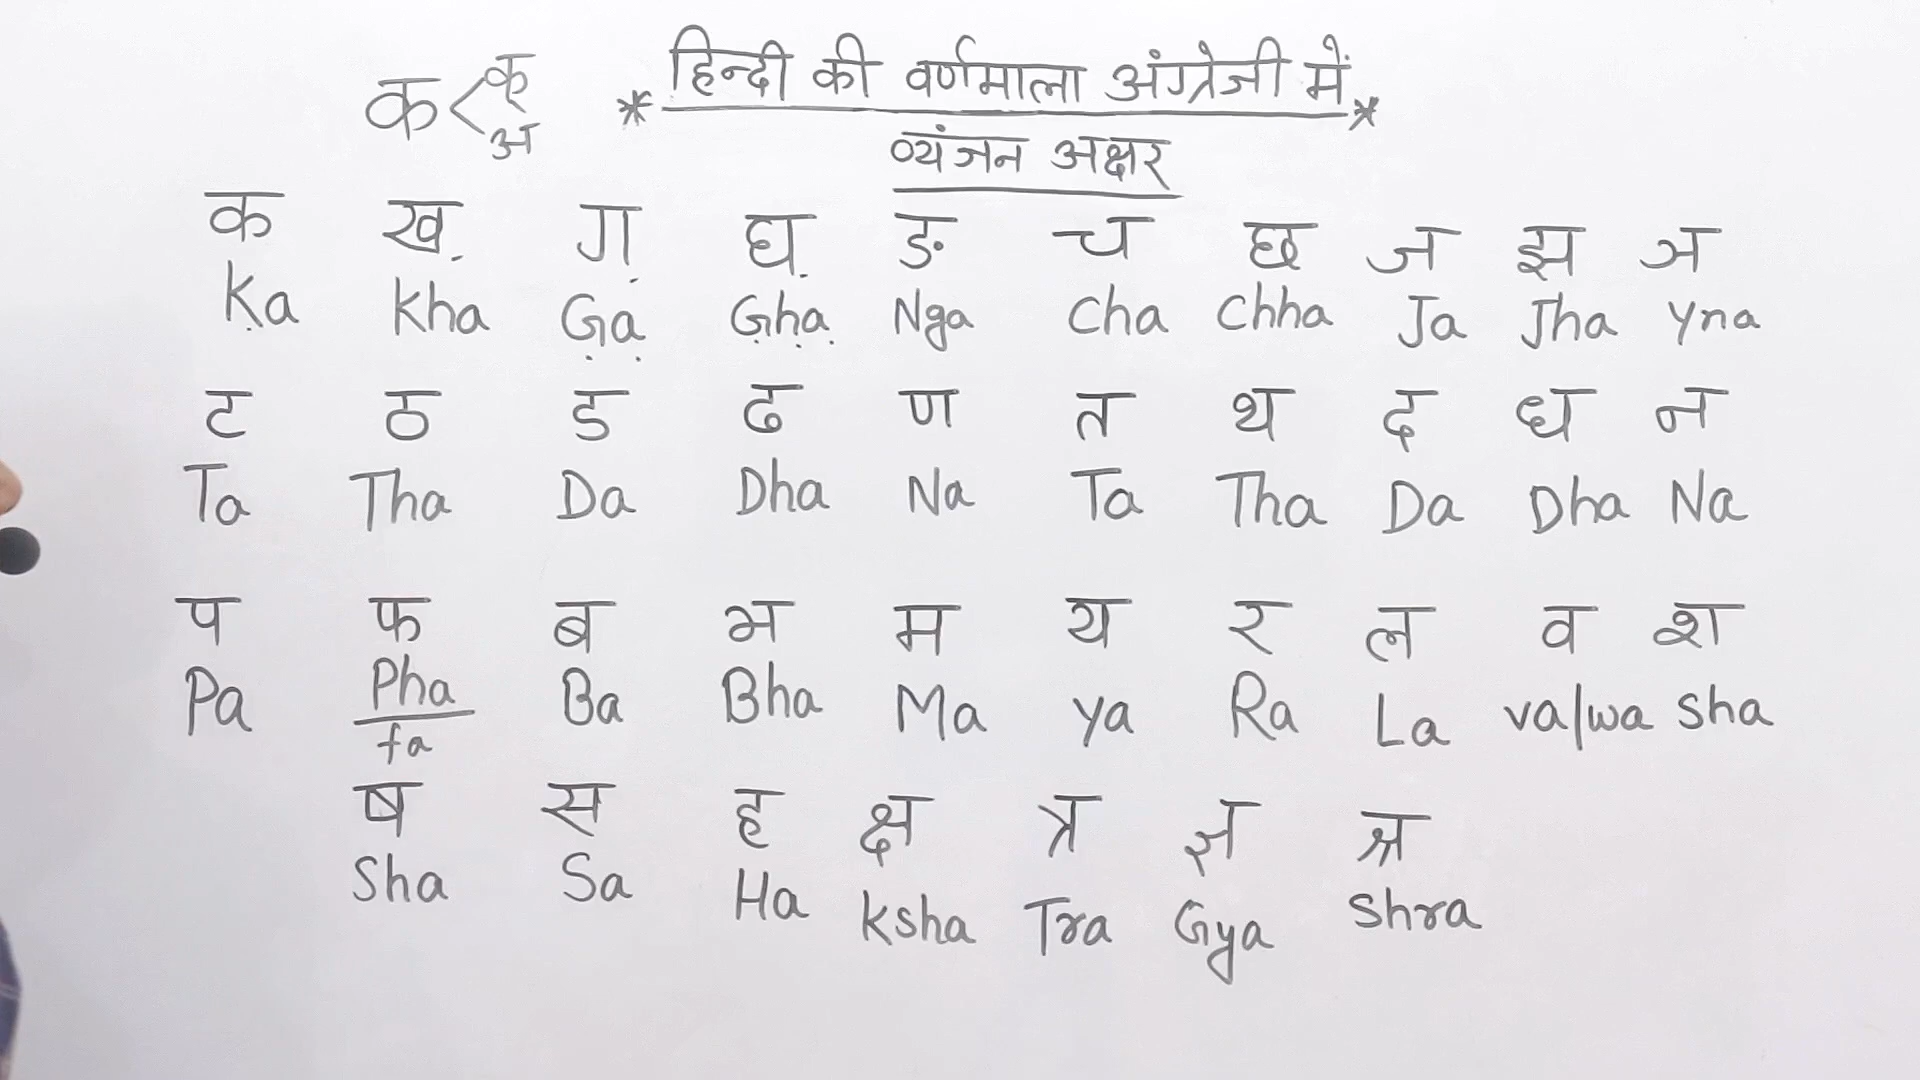 * हिन्दी की वर्णमाला अंग्रेजी में *
क < क् अ
व्यंजन अक्षर
क ख ग घ ङ च छ ज झ ञ
Ka Kha Ga Gha Nga Cha Chha Ja Jha Yna
ट ठ ड ढ ण त थ द ध न
Ta Tha Da Dha Na Ta Tha Da Dha Na
प फ ब भ म य र ल व श
Pa Pha/fa Ba Bha Ma Ya Ra La va/wa Sha
ष स ह क्ष त्र ज्ञ श्र
Sha Sa Ha Ksha Tra Gya Shra